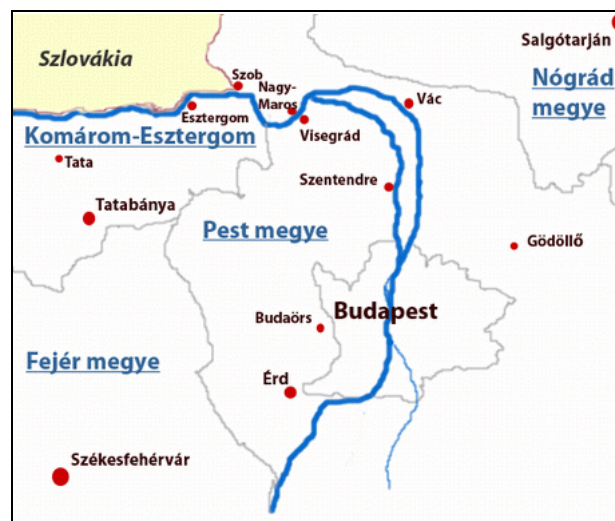 Szlovákia
Salgótarján
Nógrád
megye
Szob
Nagy-
Maros
Vác
Esztergom
Visegrád
Komárom-Esztergom
Tata
Szentendre
Tatabánya
Pest megye
Gödöllő
Budaörs
Budapest
Fejér megye
Érd
Székesfehérvár